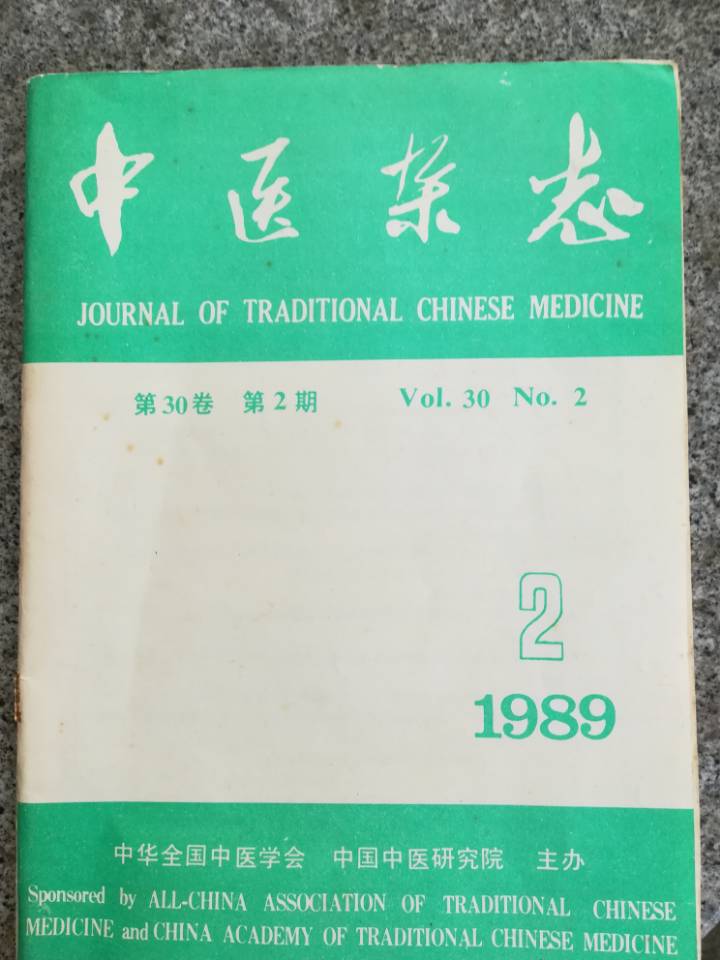 中医杂志
JOURNAL OF TRADITIONAL CHINESE MEDICINE
第30卷 第2期 Vol. 30 No. 2
2
1989
中华全国中医学会 中国中医研究院 主办
Sponsored by ALL-CHINA ASSOCIATION OF TRADITIONAL CHINESE
MEDICINE and CHINA ACADEMY OF TRADITIONAL CHINESE MEDICINE